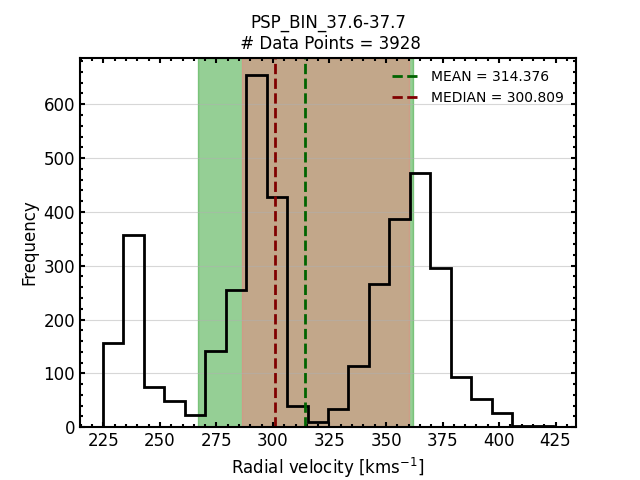 PSP_BIN_37.6-37.7
# Data Points = 3928
MEAN = 314.376
MEDIAN = 300.809
Frequency
600
500
400
300
200
100
0
225 250 275 300 325 350 375 400 425
Radial velocity [kms⁻¹]